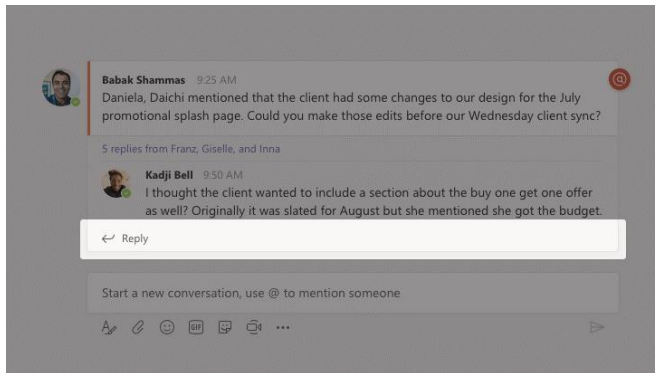 Babak Shammas 9:25 AM
Daniela, Daichi mentioned that the client had some changes to our design for the July
promotional splash page. Could you make those edits before our Wednesday client sync?
5 replies from Franz, Giselle, and Inna
Kadji Bell 9:50 AM
I thought the client wanted to include a section about the buy one get one offer
as well? Originally it was slated for August but she mentioned she got the budget.
Reply
Start a new conversation, use @ to mention someone
GIF